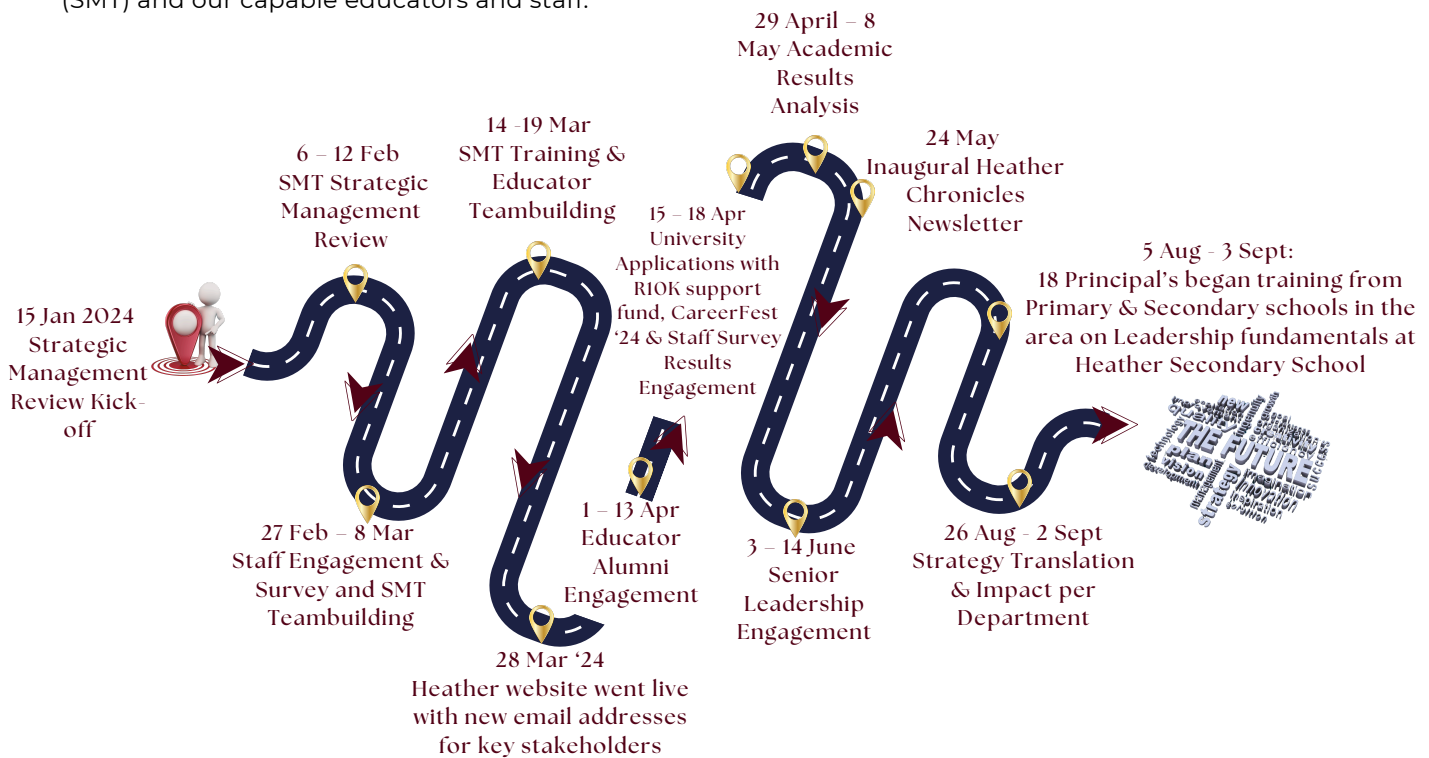 (SMT) and our capable educators and staff.
15 Jan 2024
Strategic
Management
Review Kick-
off
6 – 12 Feb
SMT Strategic
Management
Review
27 Feb – 8 Mar
Staff Engagement &
Survey and SMT
Teambuilding
14 -19 Mar
SMT Training &
Educator
Teambuilding
28 Mar ‘24
Heather website went live
with new email addresses
for key stakeholders
1 – 13 Apr
Educator
Alumni
Engagement
15 – 18 Apr
University
Applications with
R10K support
fund, CareerFest
‘24 & Staff Survey
Results
Engagement
29 April – 8
May Academic
Results
Analysis
24 May
Inaugural Heather
Chronicles
Newsletter
3 – 14 June
Senior
Leadership
Engagement
5 Aug - 3 Sept:
18 Principal’s began training from
Primary & Secondary schools in the
area on Leadership fundamentals at
Heather Secondary School
26 Aug - 2 Sept
Strategy Translation
& Impact per
Department
new
THE FUTURE
plan
vision
strategy
innovation
inspiration
success